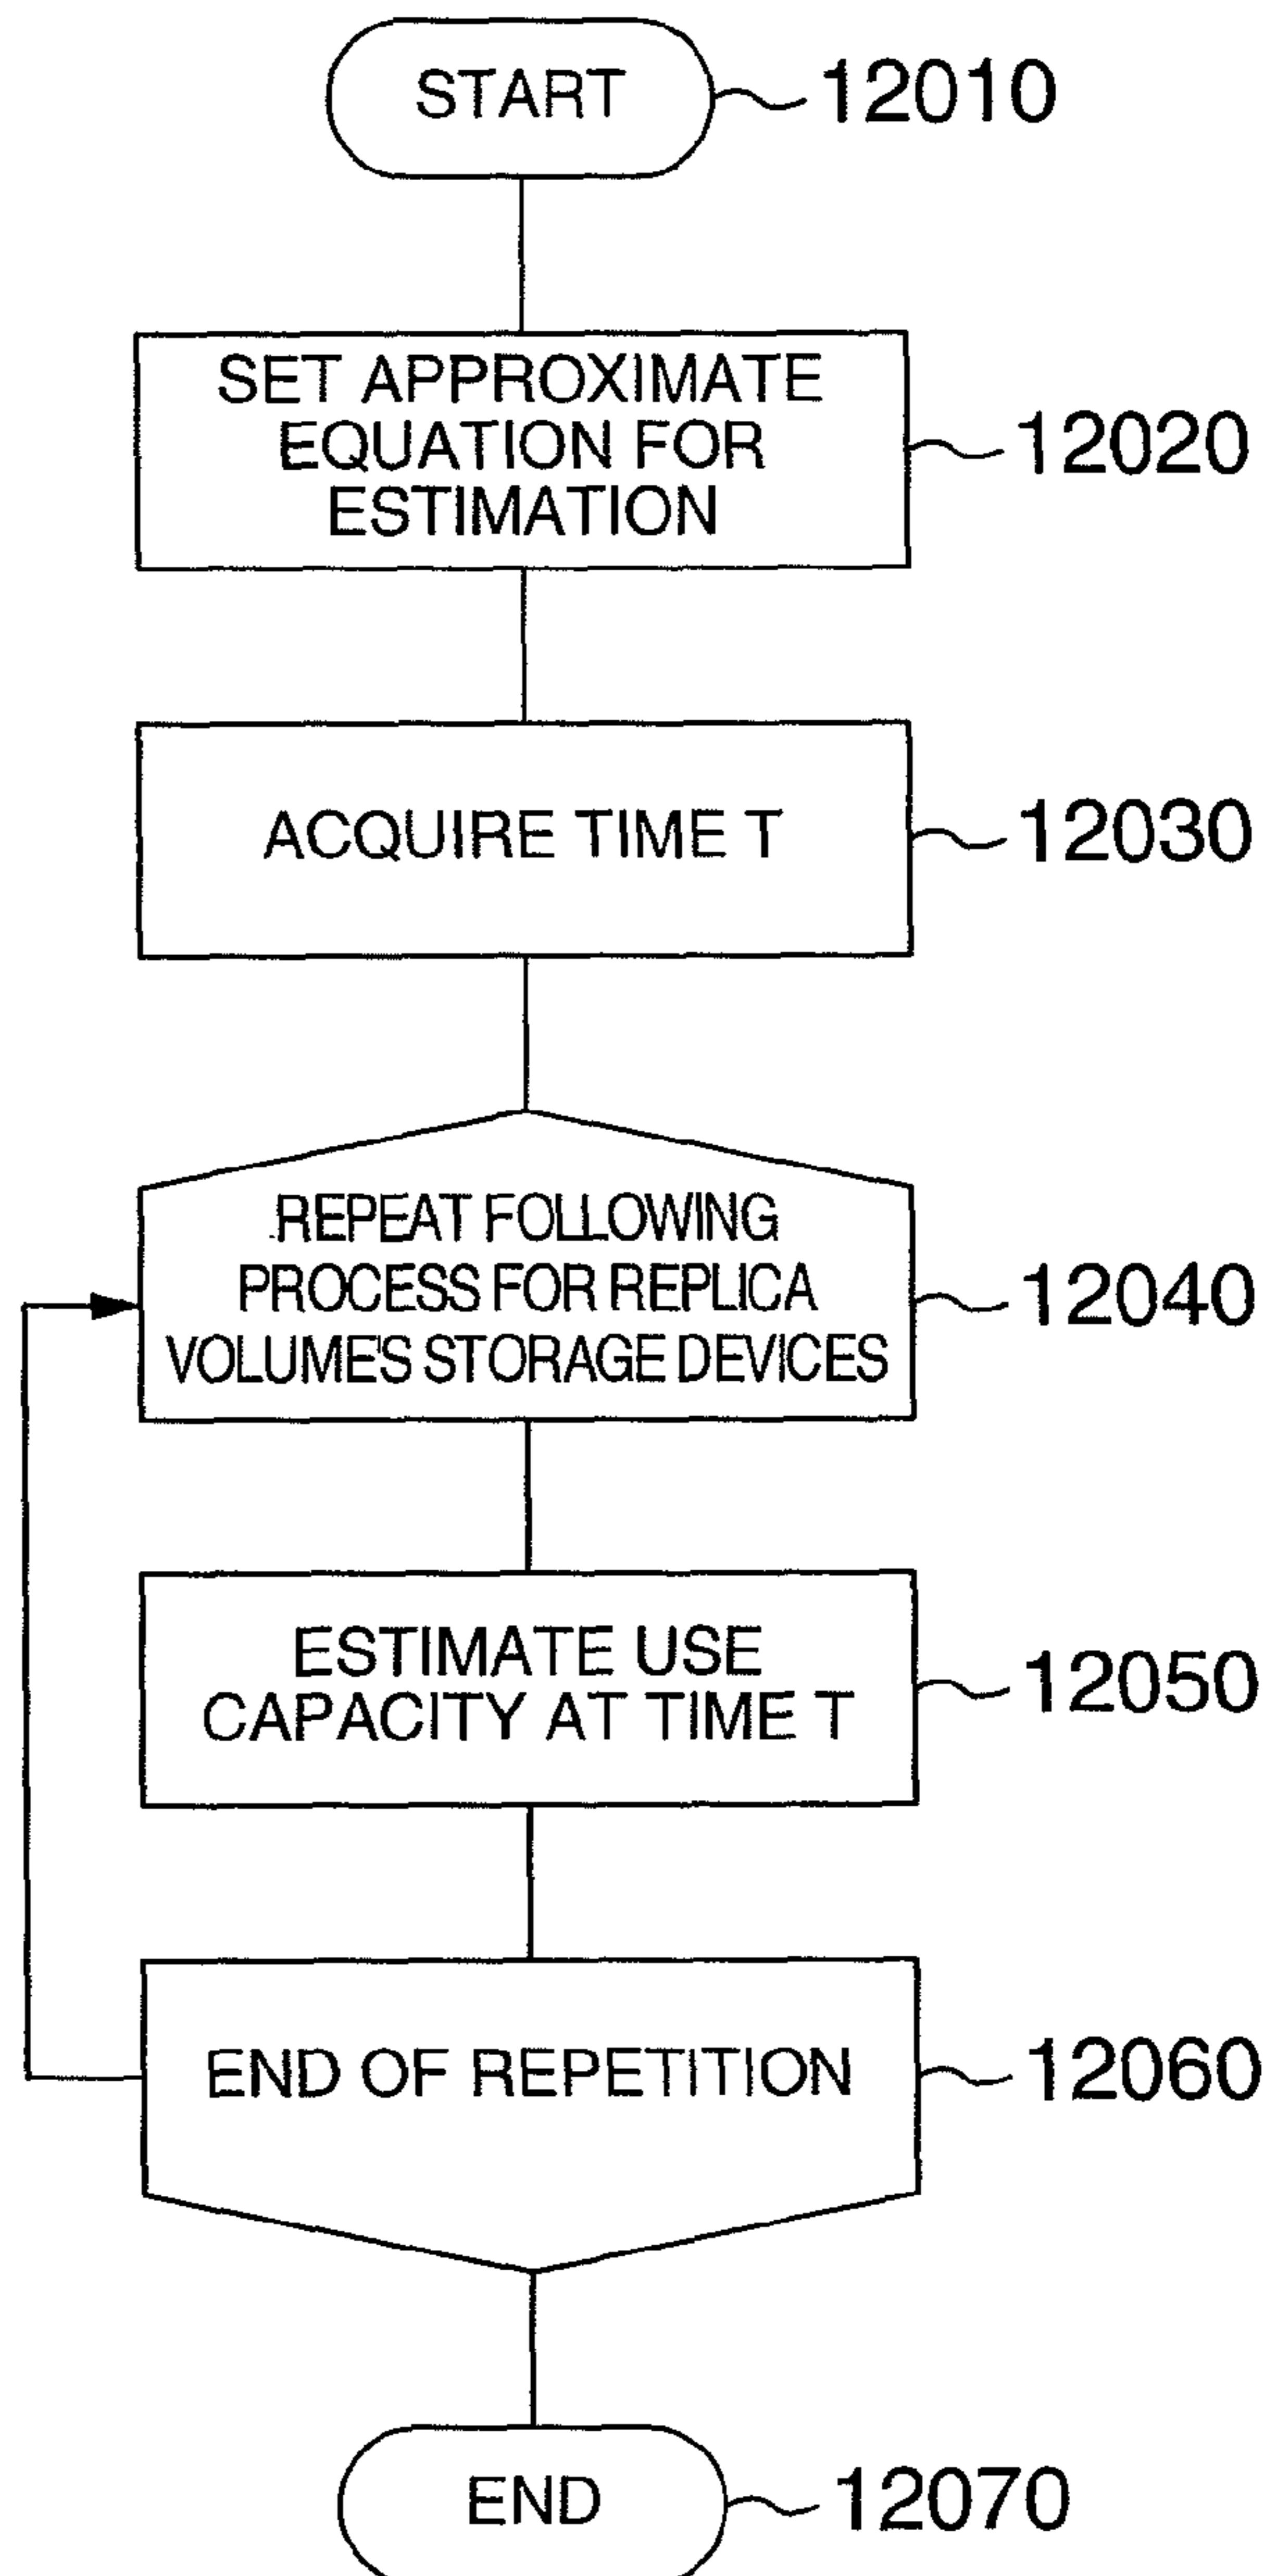 START
12010
SET APPROXIMATE
EQUATION FOR
ESTIMATION
12020
ACQUIRE TIME T
12030
REPEAT FOLLOWING
PROCESS FOR REPLICA
VOLUME'S STORAGE DEVICES
12040
ESTIMATE USE
CAPACITY AT TIME T
12050
END OF REPETITION
12060
END
12070